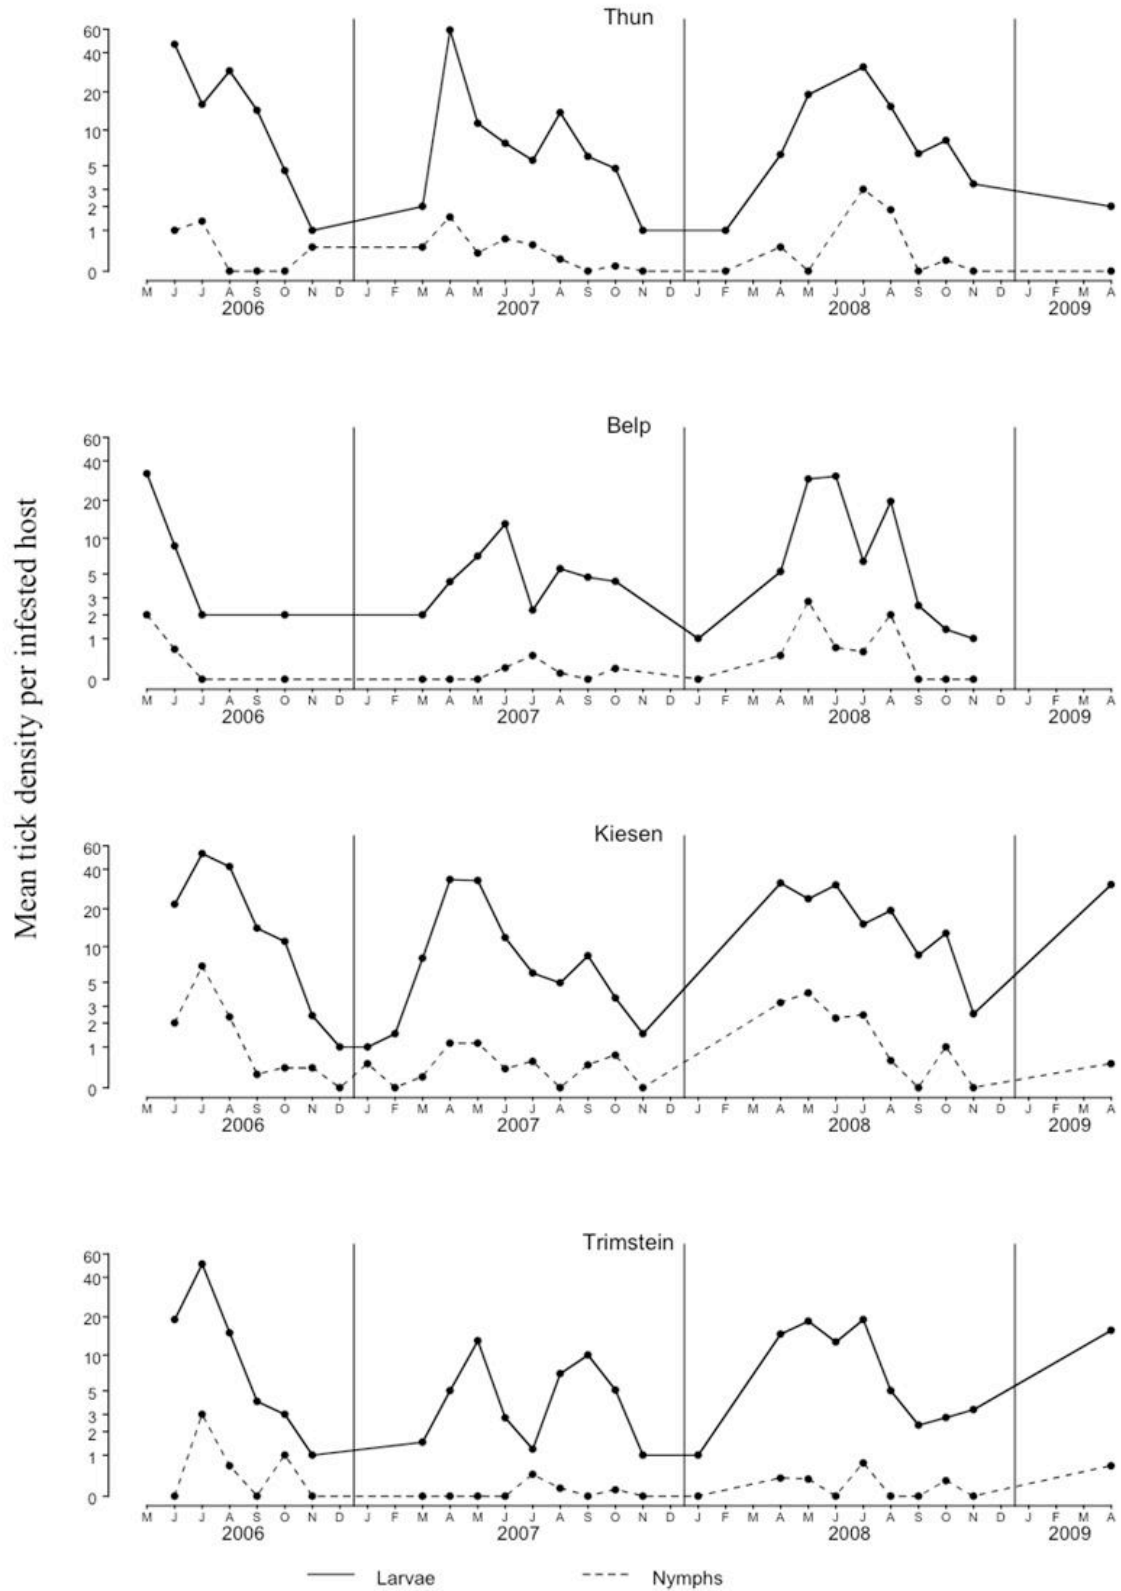 Mean tick density per infested host
Thun
60
40
20
10
5
3
2
1
0
M J J A S O N D J F M A M J J A S O N D J F M A M J J A S O N D J F M A
2006 2007 2008 2009
Belp
60
40
20
10
5
3
2
1
0
M J J A S O N D J F M A M J J A S O N D J F M A M J J A S O N D J F M A
2006 2007 2008 2009
Kiesen
60
40
20
10
5
3
2
1
0
M J J A S O N D J F M A M J J A S O N D J F M A M J J A S O N D J F M A
2006 2007 2008 2009
Trimstein
60
40
20
10
5
3
2
1
0
M J J A S O N D J F M A M J J A S O N D J F M A M J J A S O N D J F M A
2006 2007 2008 2009
Larvae Nymphs